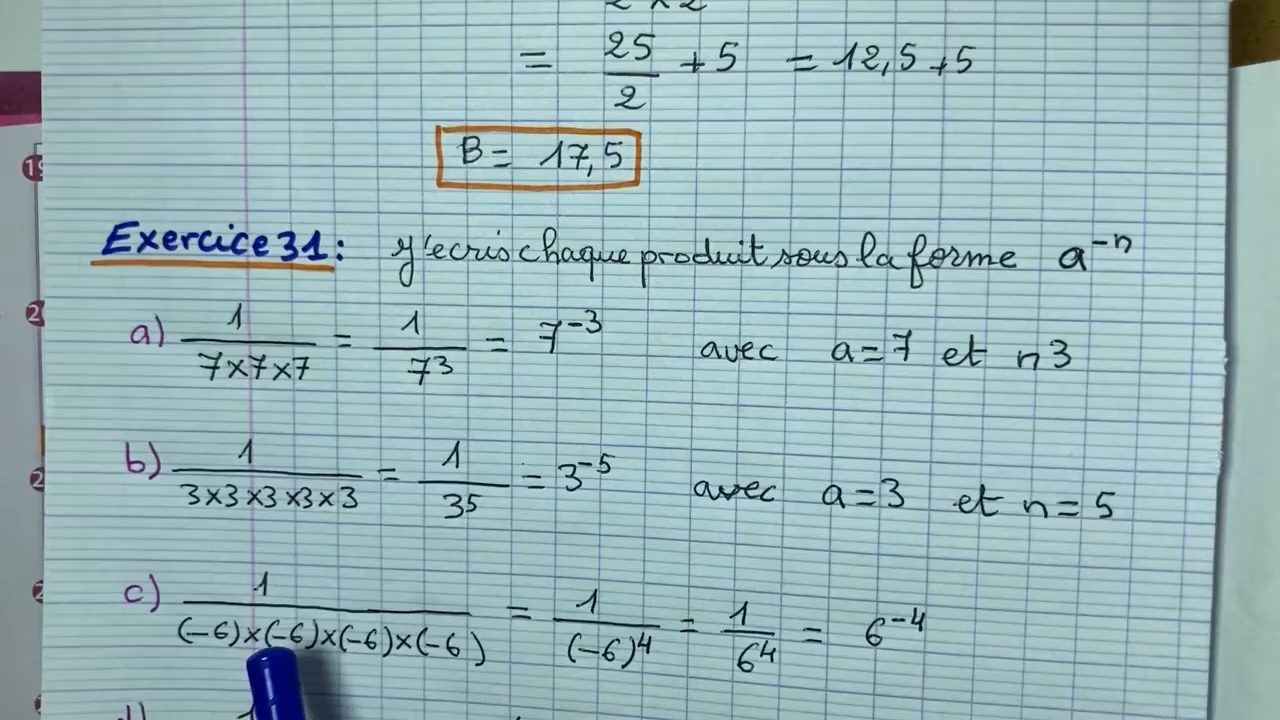 = 25/2 + 5 = 12,5 + 5
B = 17,5
Exercice 31: J'ecris chaque produit sous la forme a⁻ⁿ
a) 1/(7×7×7) = 1/7³ = 7⁻³ avec a=7 et n3
b) 1/(3×3×3×3×3) = 1/3⁵ = 3⁻⁵ avec a=3 et n=5
c) 1/((-6)×(-6)×(-6)×(-6)) = 1/(-6)⁴ = 1/6⁴ = 6⁻⁴